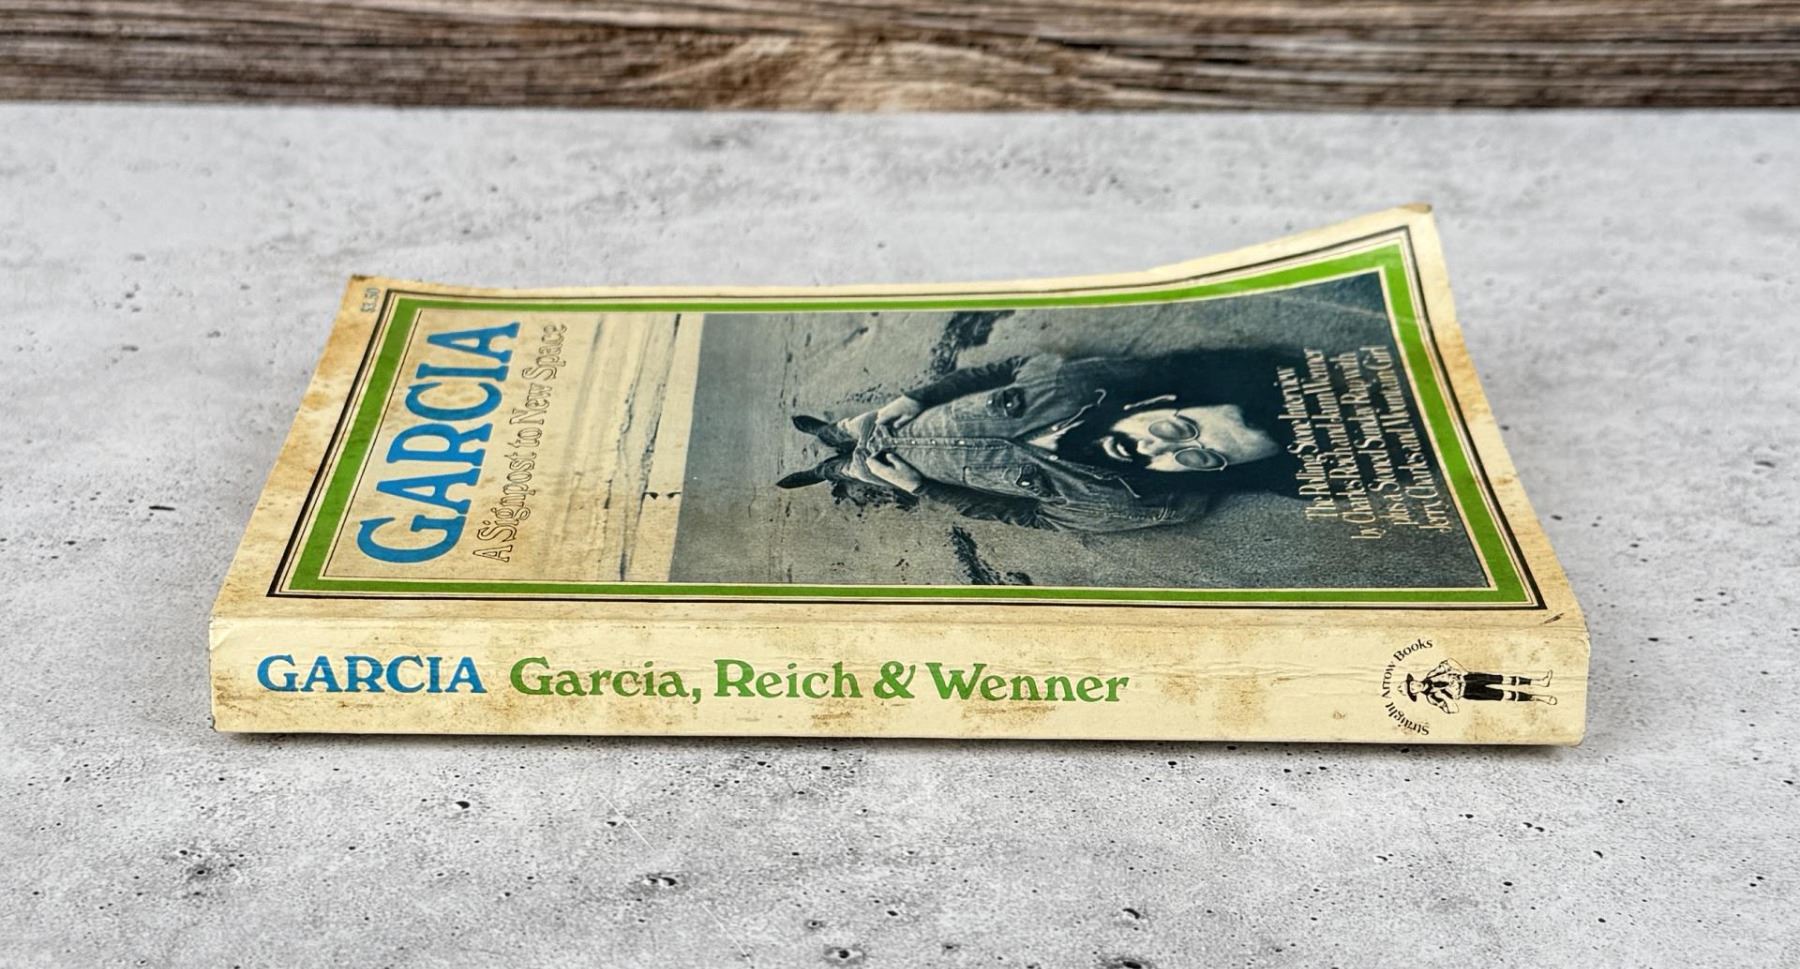 $3.50
GARCIA
A Signpost to New Space
The Rolling Stone Interview
by Charles Reich and Jann Wenner
plus a Stoned Sunday Rap with
Jerry, Charles and Mountain Girl
GARCIA Garcia, Reich & Wenner
Straight Arrow Books